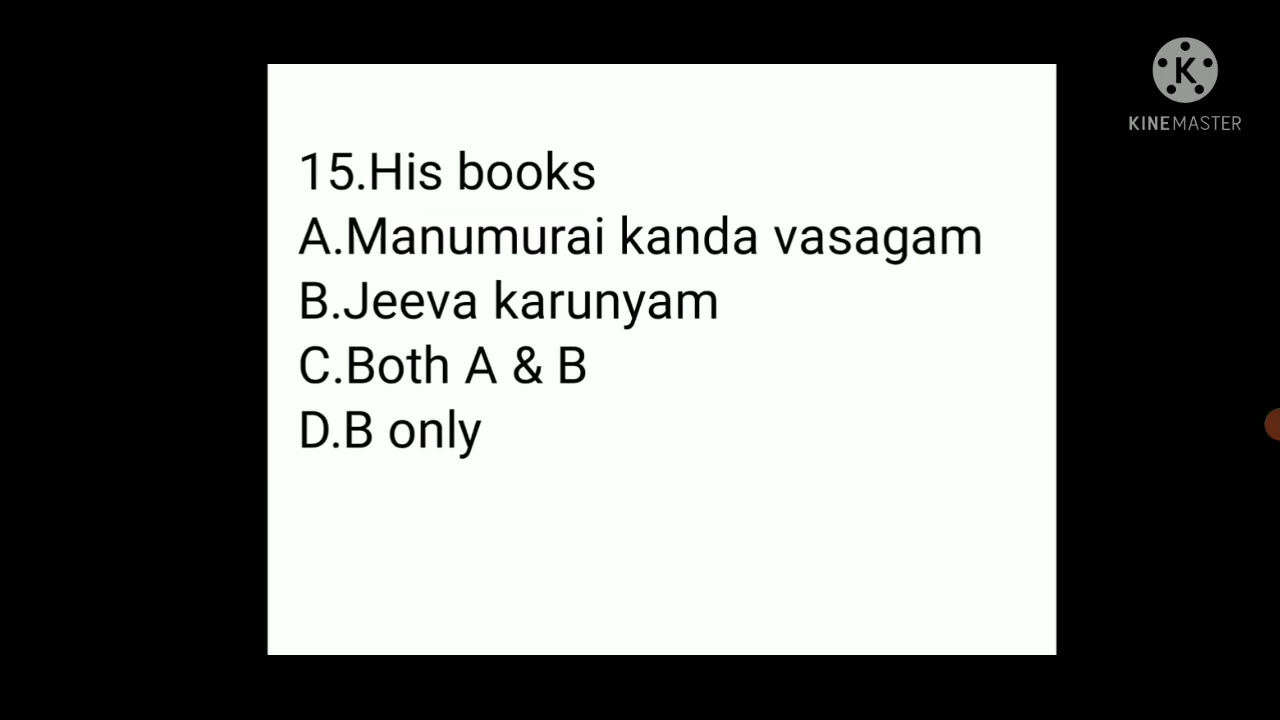 15.His books
A.Manumurai kanda vasagam
B.Jeeva karunyam
C.Both A & B
D.B only
K
KINEMASTER